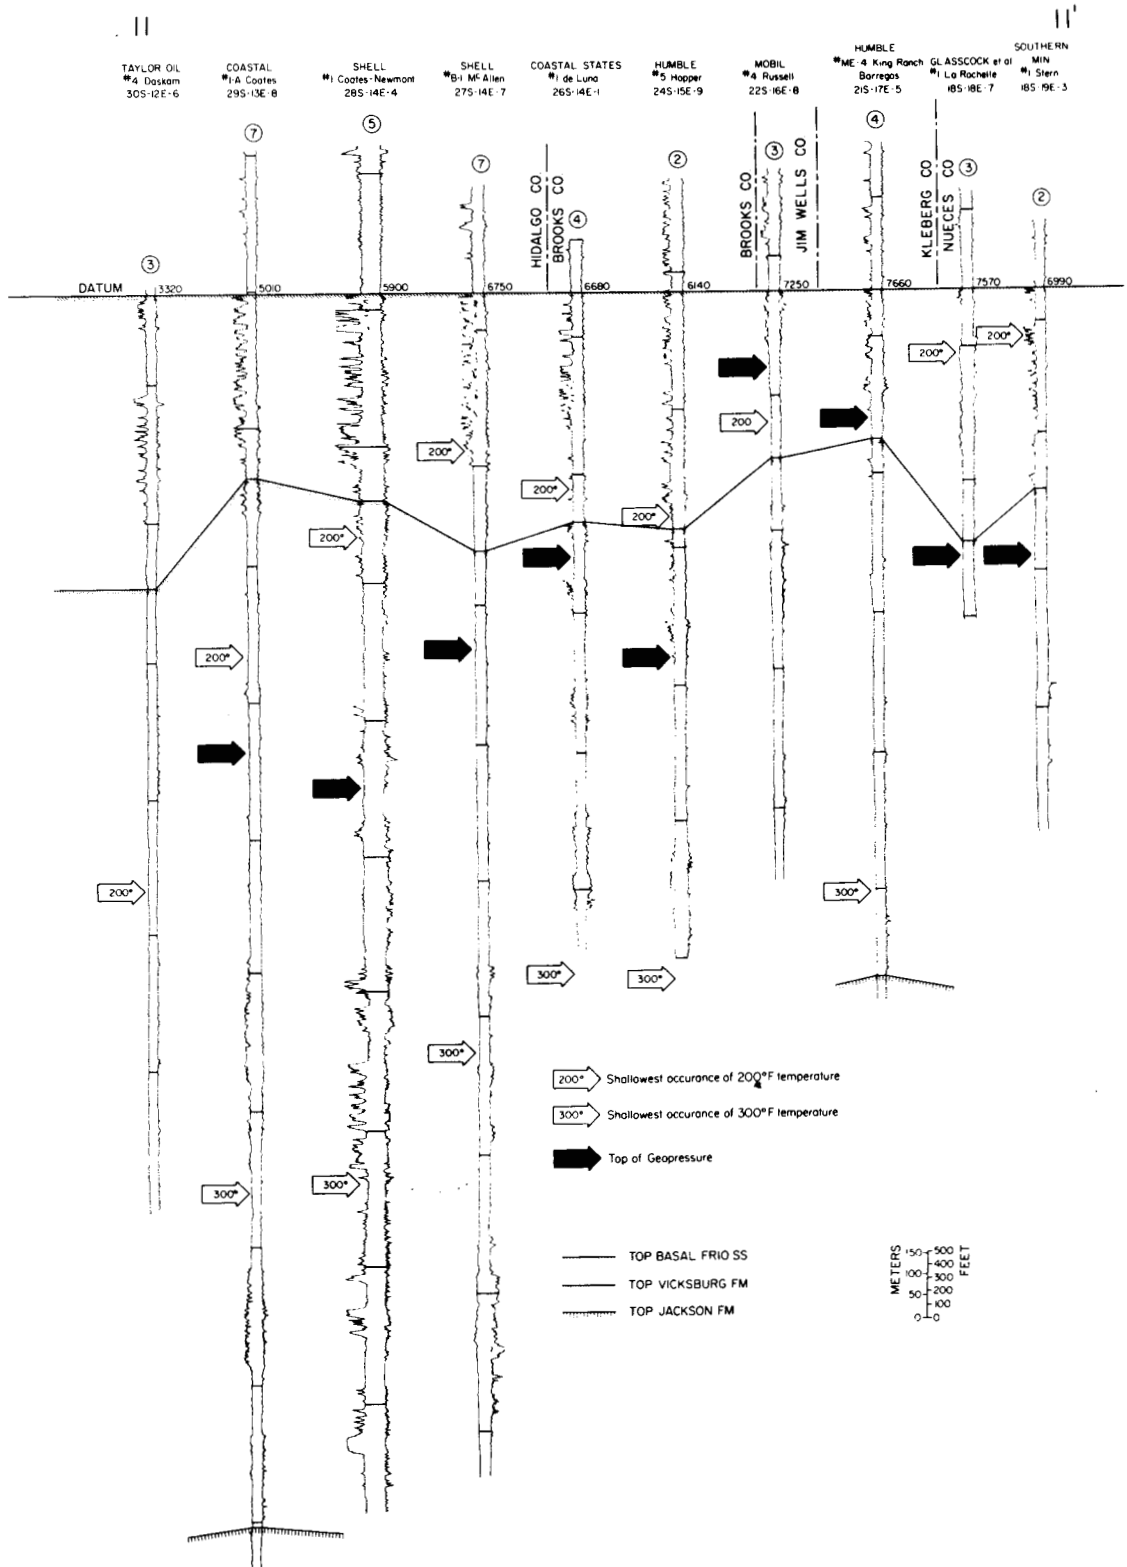 II
II'
TAYLOR OIL
#4 Daskam
30S-12E-6
COASTAL
#1-A Coates
29S-13E-8
SHELL
#1 Coates-Newmont
28S-14E-4
SHELL
#B-1 McAllen
27S-14E-7
COASTAL STATES
#1 de Luna
26S-14E-1
HUMBLE
#5 Hopper
24S-15E-9
MOBIL
#4 Russell
22S-16E-8
HUMBLE
#ME-4 King Ranch
Borregos
21S-17E-5
GLASSCOCK et al
#1 La Rochelle
18S-18E-7
SOUTHERN
MIN
#1 Stern
18S-19E-3
3
7
5
7
4
2
3
4
3
2
HIDALGO CO
BROOKS CO
BROOKS CO
JIM WELLS CO
KLEBERG CO
NUECES CO
DATUM
3320
5010
5900
6750
6680
6140
7250
7660
7570
6990
200°
200°
200
200°
200°
200°
200°
200°
200°
300°
300°
300°
300°
300°
300°
200° Shallowest occurance of 200°F temperature
300° Shallowest occurance of 300°F temperature
Top of Geopressure
TOP BASAL FRIO SS
TOP VICKSBURG FM
TOP JACKSON FM
METERS
150
100
50
0
500
400
300
200
100
0
FEET